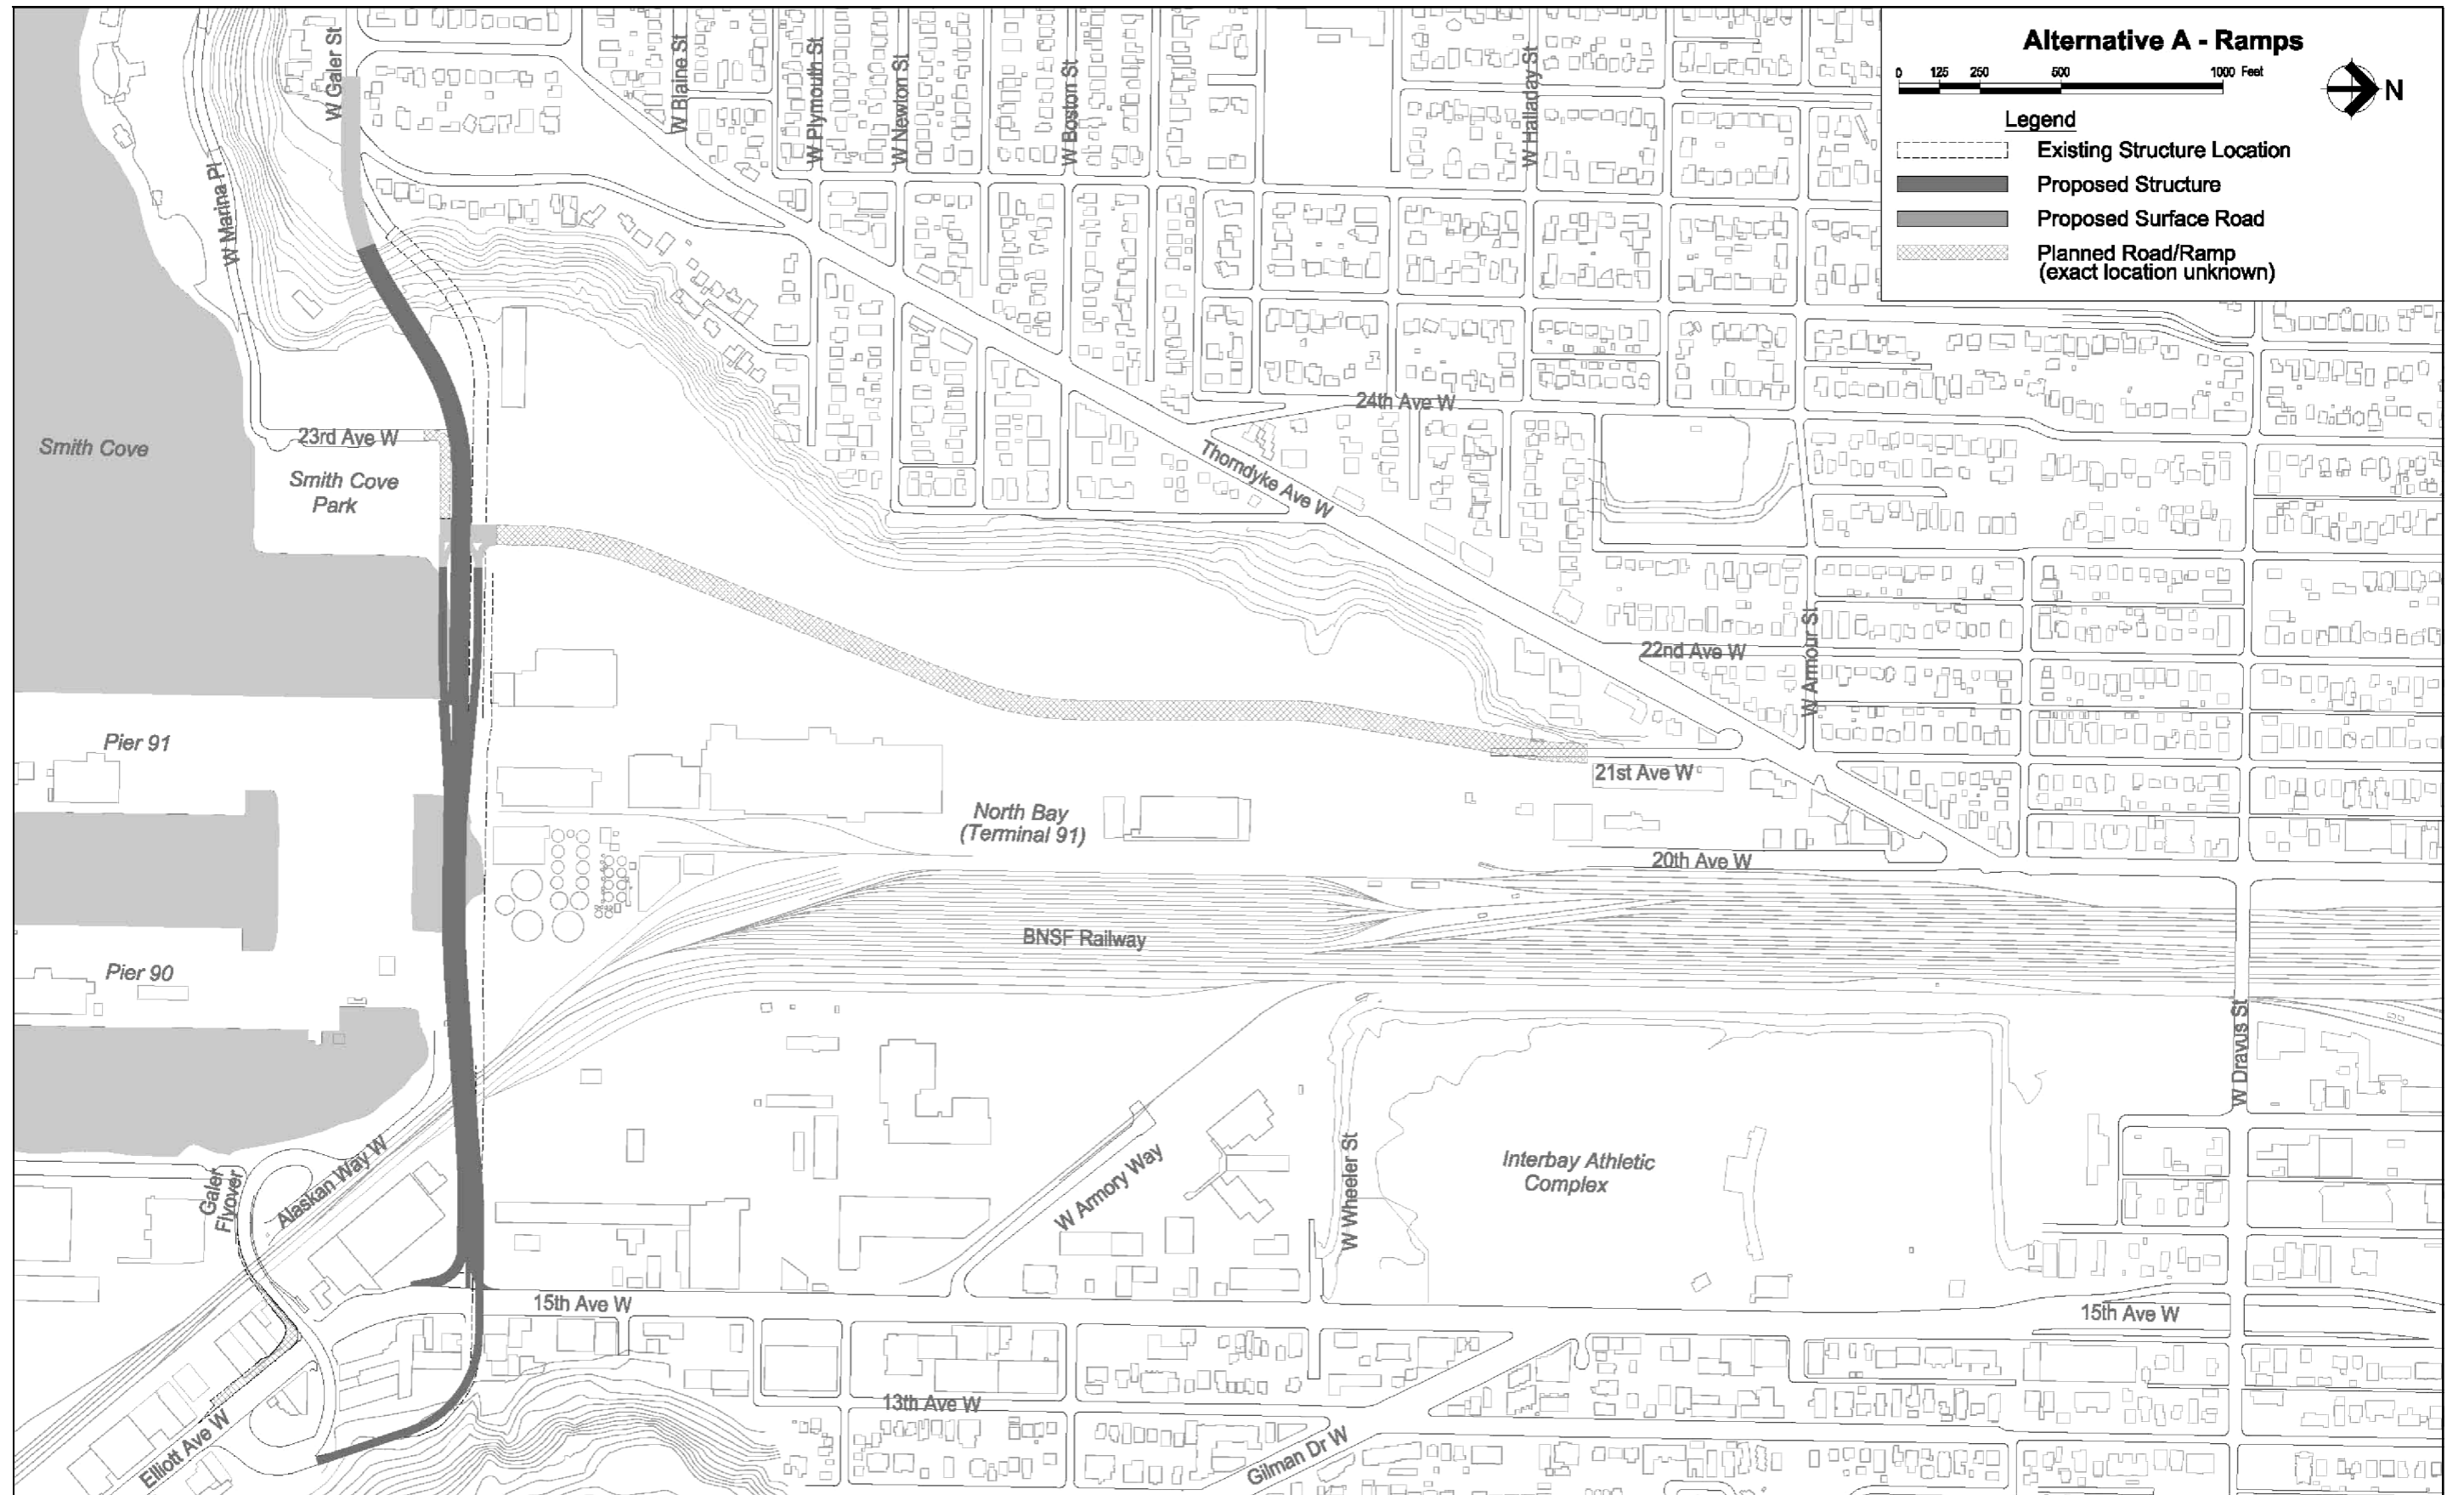 Alternative A - Ramps
0 125 250 500 1000 Feet
N
Legend
Existing Structure Location
Proposed Structure
Proposed Surface Road
Planned Road/Ramp
(exact location unknown)
W Galer St
W Blaine St
W Plymouth St
W Newton St
W Boston St
W Halladay St
W Marina Pl
24th Ave W
23rd Ave W
Smith Cove
Smith Cove
Park
Thorndyke Ave W
22nd Ave W
W Armour St
Pier 91
21st Ave W
North Bay
(Terminal 91)
20th Ave W
BNSF Railway
Pier 90
W Dravus St
Galer
Flyover
Alaskan Way W
W Armory Way
W Wheeler St
Interbay Athletic
Complex
15th Ave W
15th Ave W
13th Ave W
Elliott Ave W
Gilman Dr W